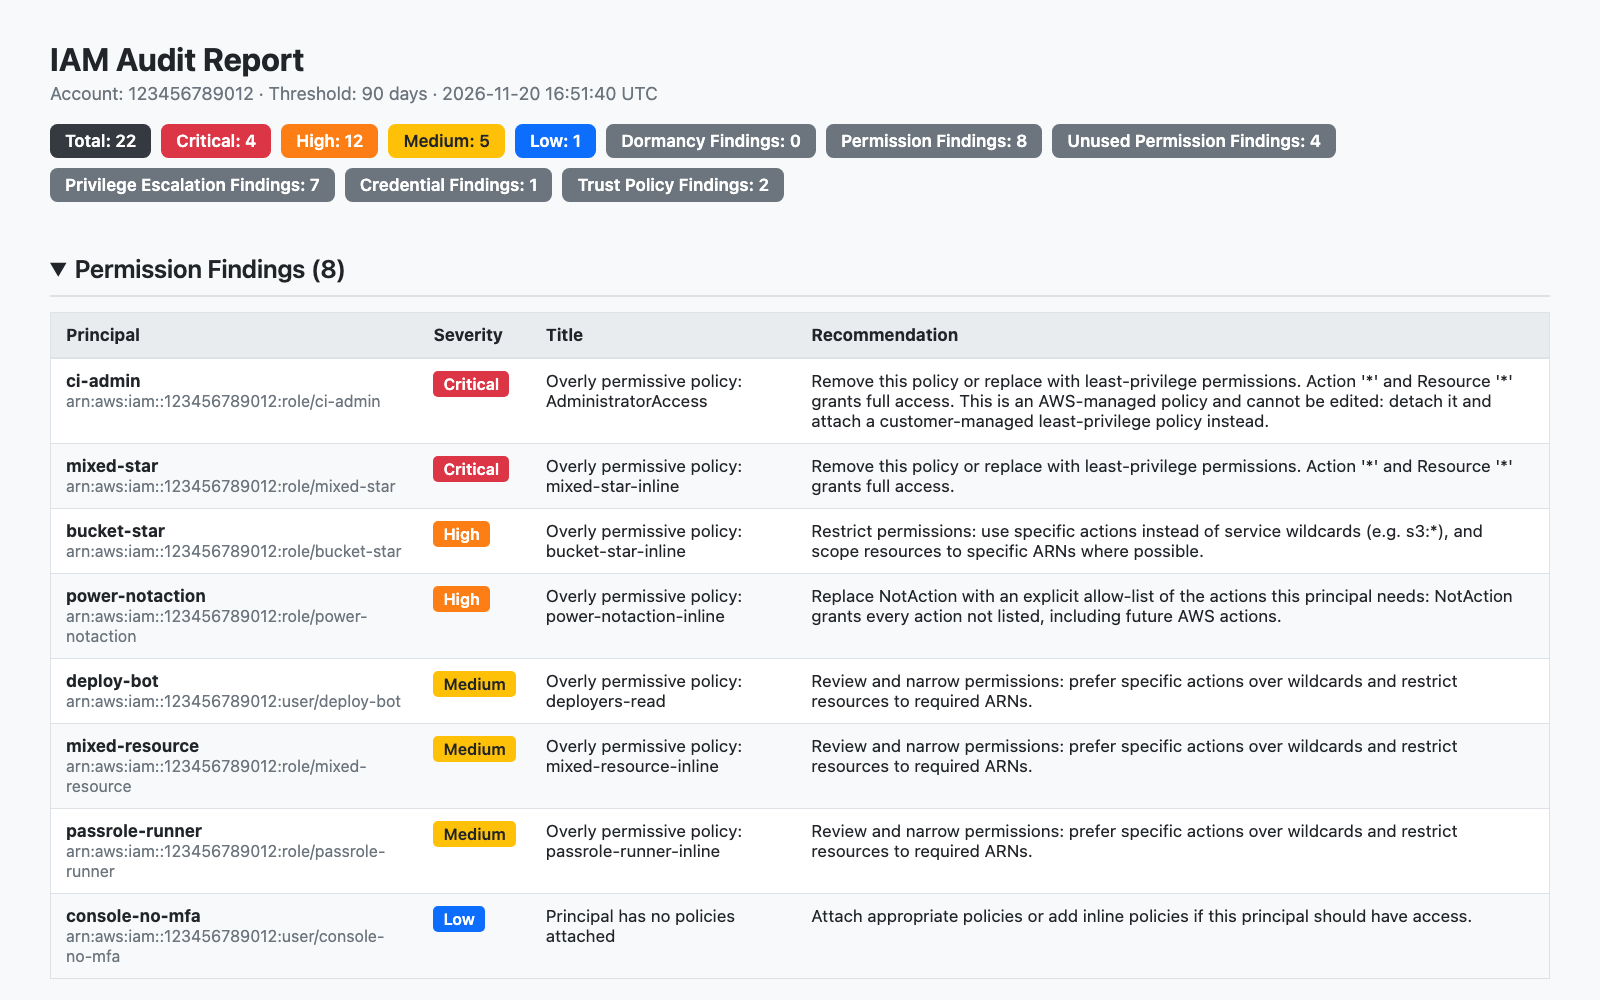 IAM Audit Report
Account: 123456789012 · Threshold: 90 days · 2026-11-20 16:51:40 UTC
Total: 22 Critical: 4 High: 12 Medium: 5 Low: 1 Dormancy Findings: 0 Permission Findings: 8 Unused Permission Findings: 4
Privilege Escalation Findings: 7 Credential Findings: 1 Trust Policy Findings: 2
▼ Permission Findings (8)
Principal Severity Title Recommendation
ci-admin
arn:aws:iam::123456789012:role/ci-admin
Critical
Overly permissive policy:
AdministratorAccess
Remove this policy or replace with least-privilege permissions. Action '*' and Resource '*'
grants full access. This is an AWS-managed policy and cannot be edited: detach it and
attach a customer-managed least-privilege policy instead.
mixed-star
arn:aws:iam::123456789012:role/mixed-star
Critical
Overly permissive policy:
mixed-star-inline
Remove this policy or replace with least-privilege permissions. Action '*' and Resource '*'
grants full access.
bucket-star
arn:aws:iam::123456789012:role/bucket-star
High
Overly permissive policy:
bucket-star-inline
Restrict permissions: use specific actions instead of service wildcards (e.g. s3:*), and
scope resources to specific ARNs where possible.
power-notaction
arn:aws:iam::123456789012:role/power-
notaction
High
Overly permissive policy:
power-notaction-inline
Replace NotAction with an explicit allow-list of the actions this principal needs: NotAction
grants every action not listed, including future AWS actions.
deploy-bot
arn:aws:iam::123456789012:user/deploy-bot
Medium
Overly permissive policy:
deployers-read
Review and narrow permissions: prefer specific actions over wildcards and restrict
resources to required ARNs.
mixed-resource
arn:aws:iam::123456789012:role/mixed-
resource
Medium
Overly permissive policy:
mixed-resource-inline
Review and narrow permissions: prefer specific actions over wildcards and restrict
resources to required ARNs.
passrole-runner
arn:aws:iam::123456789012:role/passrole-
runner
Medium
Overly permissive policy:
passrole-runner-inline
Review and narrow permissions: prefer specific actions over wildcards and restrict
resources to required ARNs.
console-no-mfa
arn:aws:iam::123456789012:user/console-
no-mfa
Low
Principal has no policies
attached
Attach appropriate policies or add inline policies if this principal should have access.